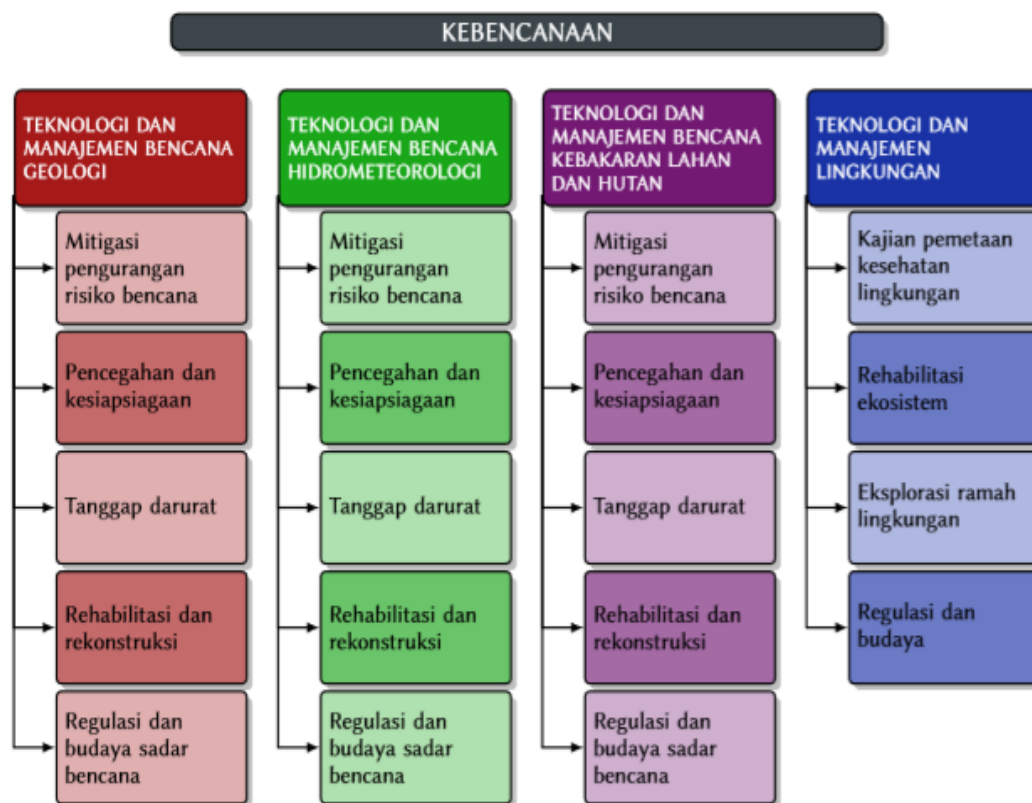 KEBENCANAAN
TEKNOLOGI DAN
MANAJEMEN BENCANA
GEOLOGI
Mitigasi
pengurangan
risiko bencana
Pencegahan dan
kesiapsiagaan
Tanggap darurat
Rehabilitasi dan
rekonstruksi
Regulasi dan
budaya sadar
bencana
TEKNOLOGI DAN
MANAJEMEN BENCANA
HIDROMETEOROLOGI
Mitigasi
pengurangan
risiko bencana
Pencegahan dan
kesiapsiagaan
Tanggap darurat
Rehabilitasi dan
rekonstruksi
Regulasi dan
budaya sadar
bencana
TEKNOLOGI DAN
MANAJEMEN BENCANA
KEBAKARAN LAHAN
DAN HUTAN
Mitigasi
pengurangan
risiko bencana
Pencegahan dan
kesiapsiagaan
Tanggap darurat
Rehabilitasi dan
rekonstruksi
Regulasi dan
budaya sadar
bencana
TEKNOLOGI DAN
MANAJEMEN
LINGKUNGAN
Kajian pemetaan
kesehatan
lingkungan
Rehabilitasi
ekosistem
Eksplorasi ramah
lingkungan
Regulasi dan
budaya